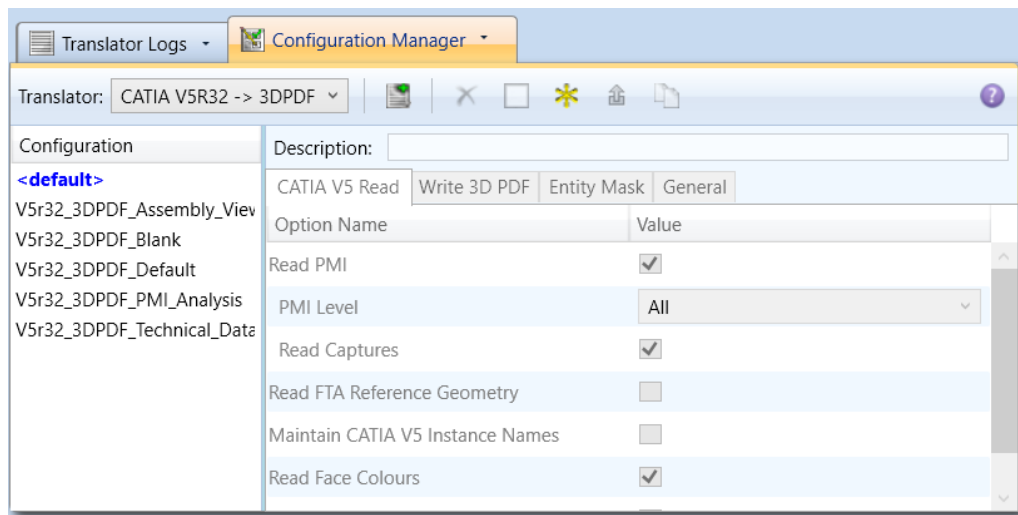 Translator Logs
Configuration Manager
Translator: CATIA V5R32 -> 3DPDF
Configuration
Description:
<default>
V5r32_3DPDF_Assembly_View
V5r32_3DPDF_Blank
V5r32_3DPDF_Default
V5r32_3DPDF_PMI_Analysis
V5r32_3DPDF_Technical_Data
CATIA V5 Read Write 3D PDF Entity Mask General
Option Name Value
Read PMI
PMI Level All
Read Captures
Read FTA Reference Geometry
Maintain CATIA V5 Instance Names
Read Face Colours